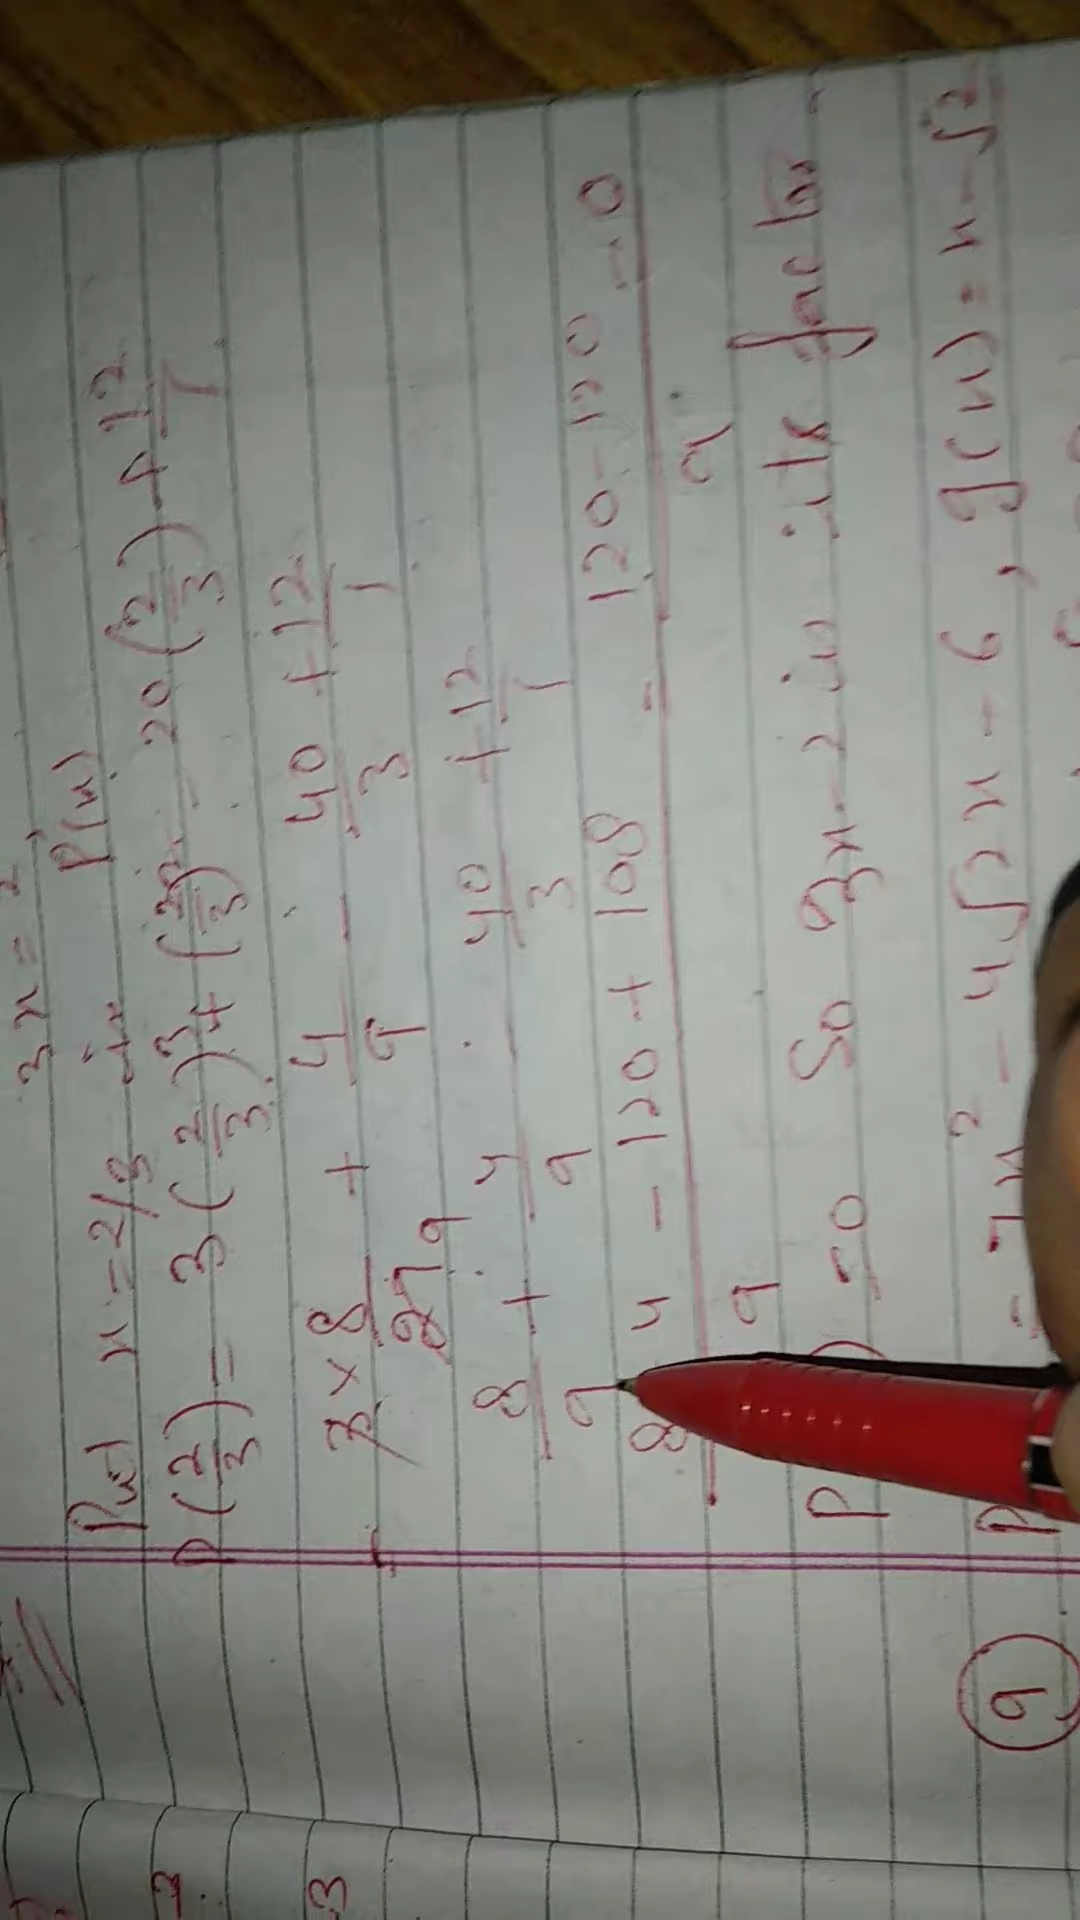 3x = 2
Put x = 2/3 in P(x)
P(2/3) = 3(2/3)³ + (2/3)² - 20(2/3) + 12/1
3 × 8/27 9 + 4/9 - 40/3 + 12/1
8/9 + 4/9 - 40/3 + 12/1
8 4 - 120 + 108 / 9 = 120 - 120 / 9 = 0
P ) = 0 So 3x - 2 is its factor
9 P = 7x² - 4√2x - 6, g(x) = x - √2